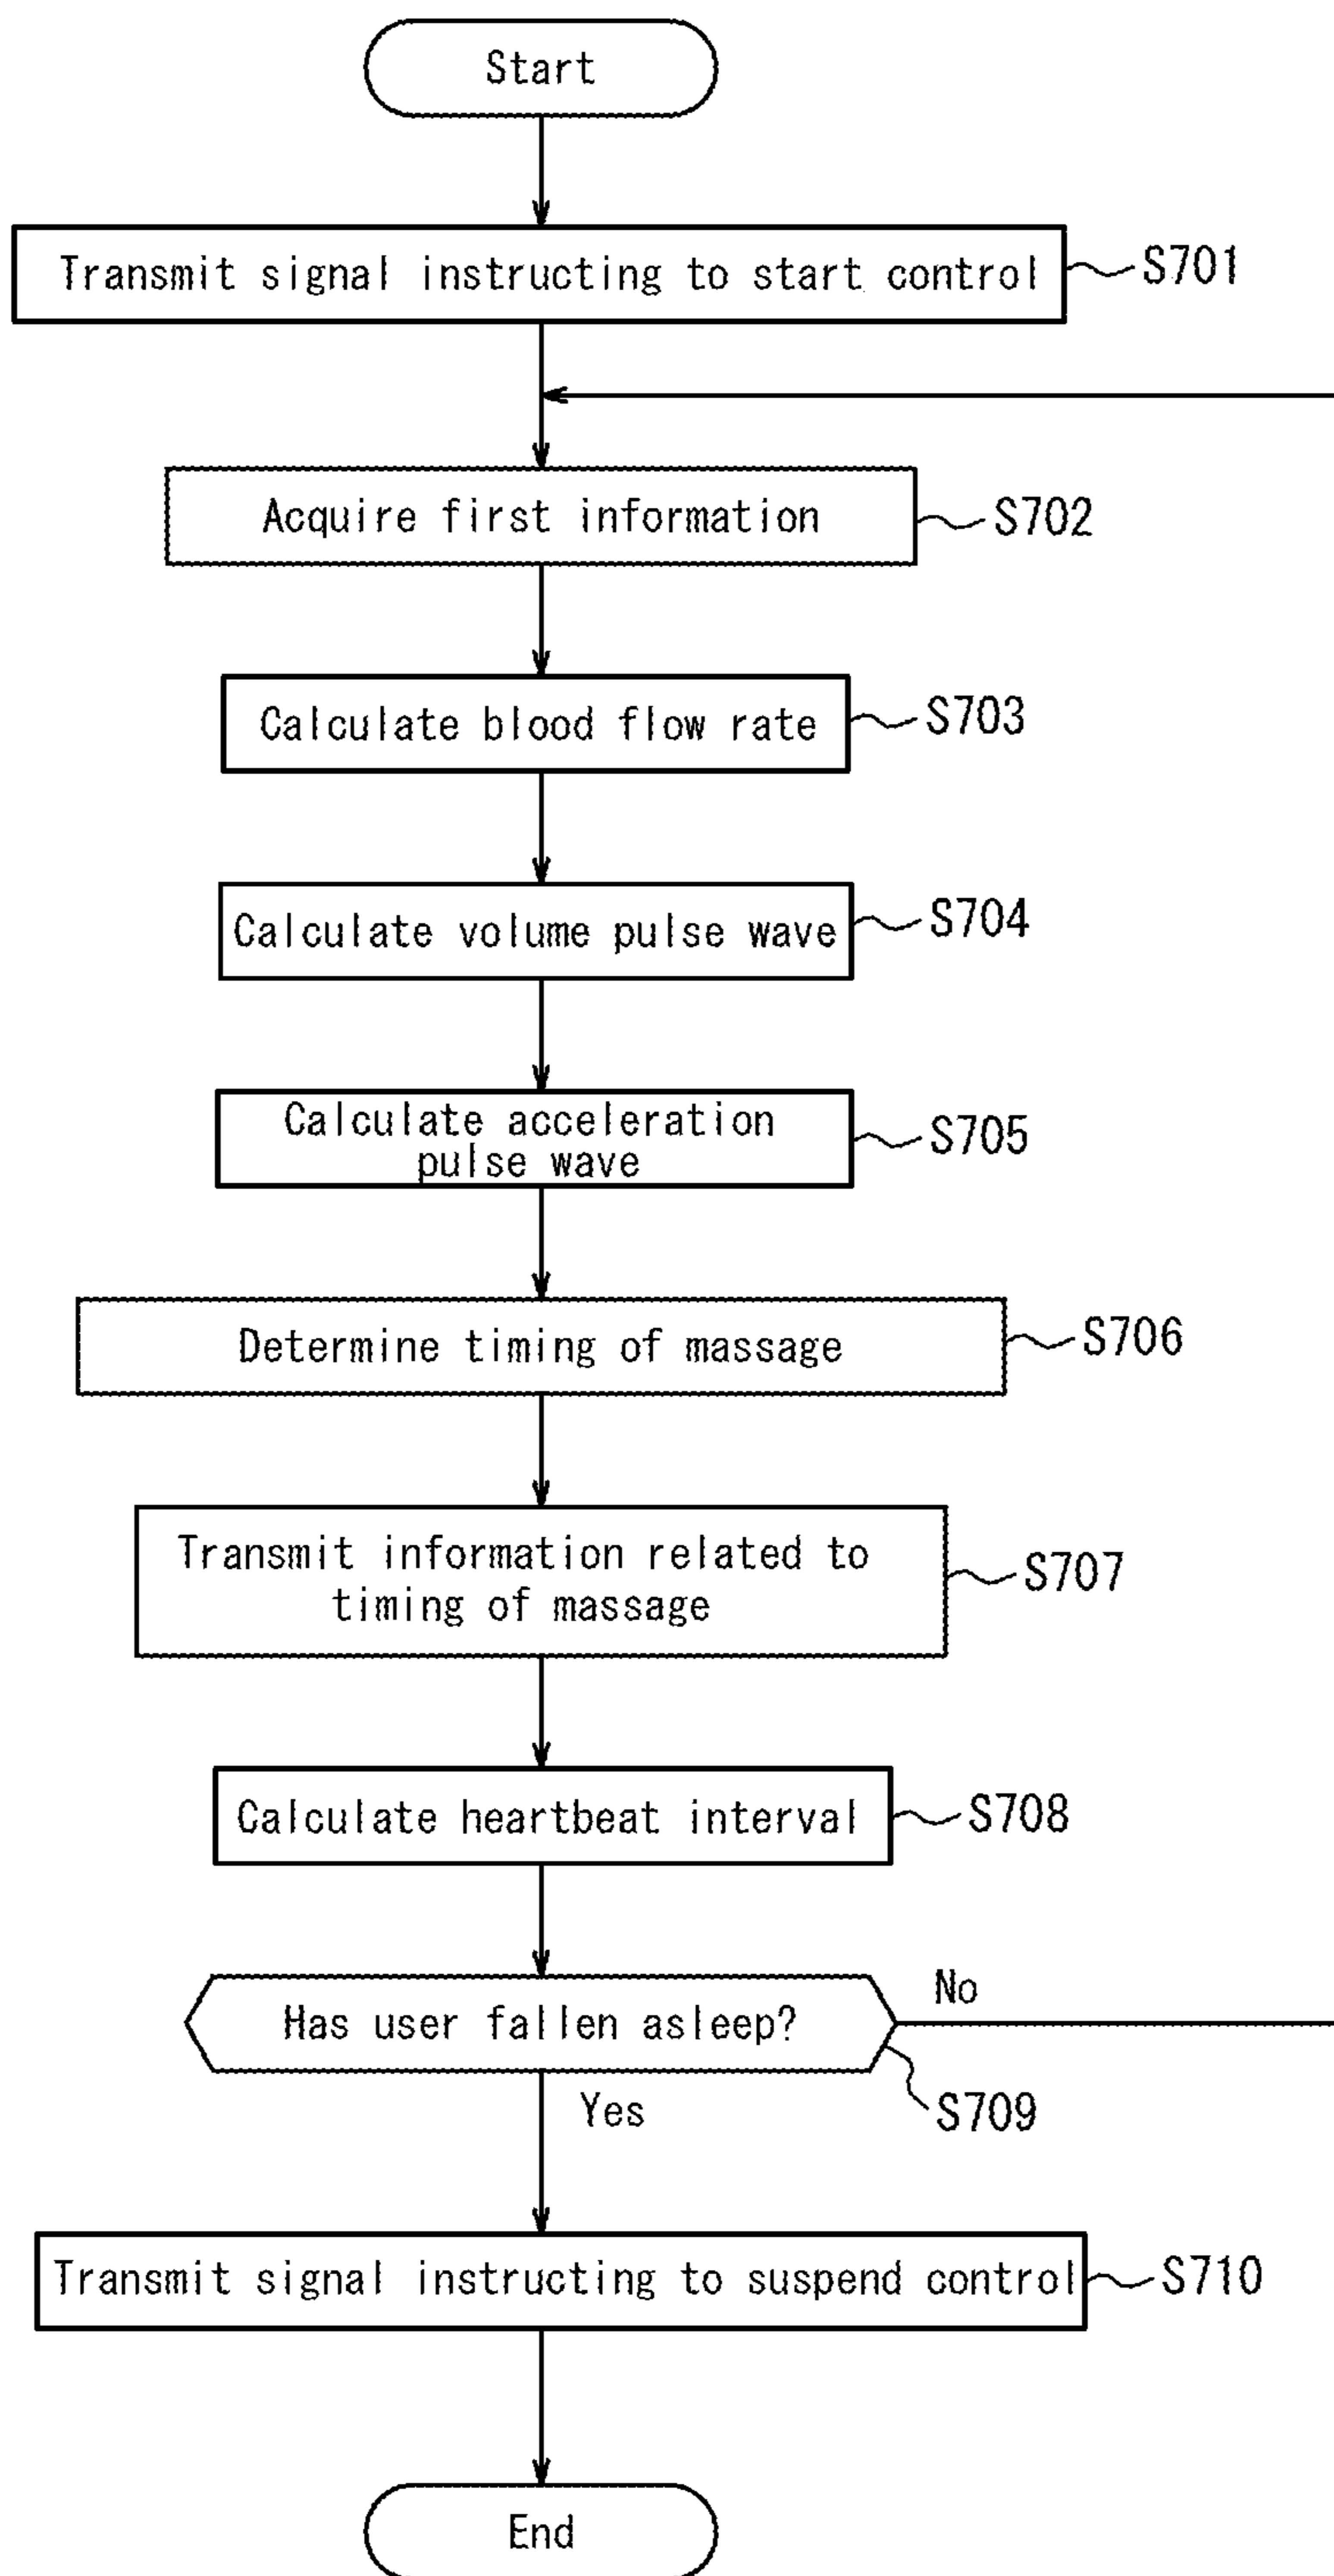 Start
Transmit signal instructing to start control
S701
Acquire first information
S702
Calculate blood flow rate
S703
Calculate volume pulse wave
S704
Calculate acceleration
pulse wave
S705
Determine timing of massage
S706
Transmit information related to
timing of massage
S707
Calculate heartbeat interval
S708
Has user fallen asleep?
No
S709
Yes
Transmit signal instructing to suspend control
S710
End